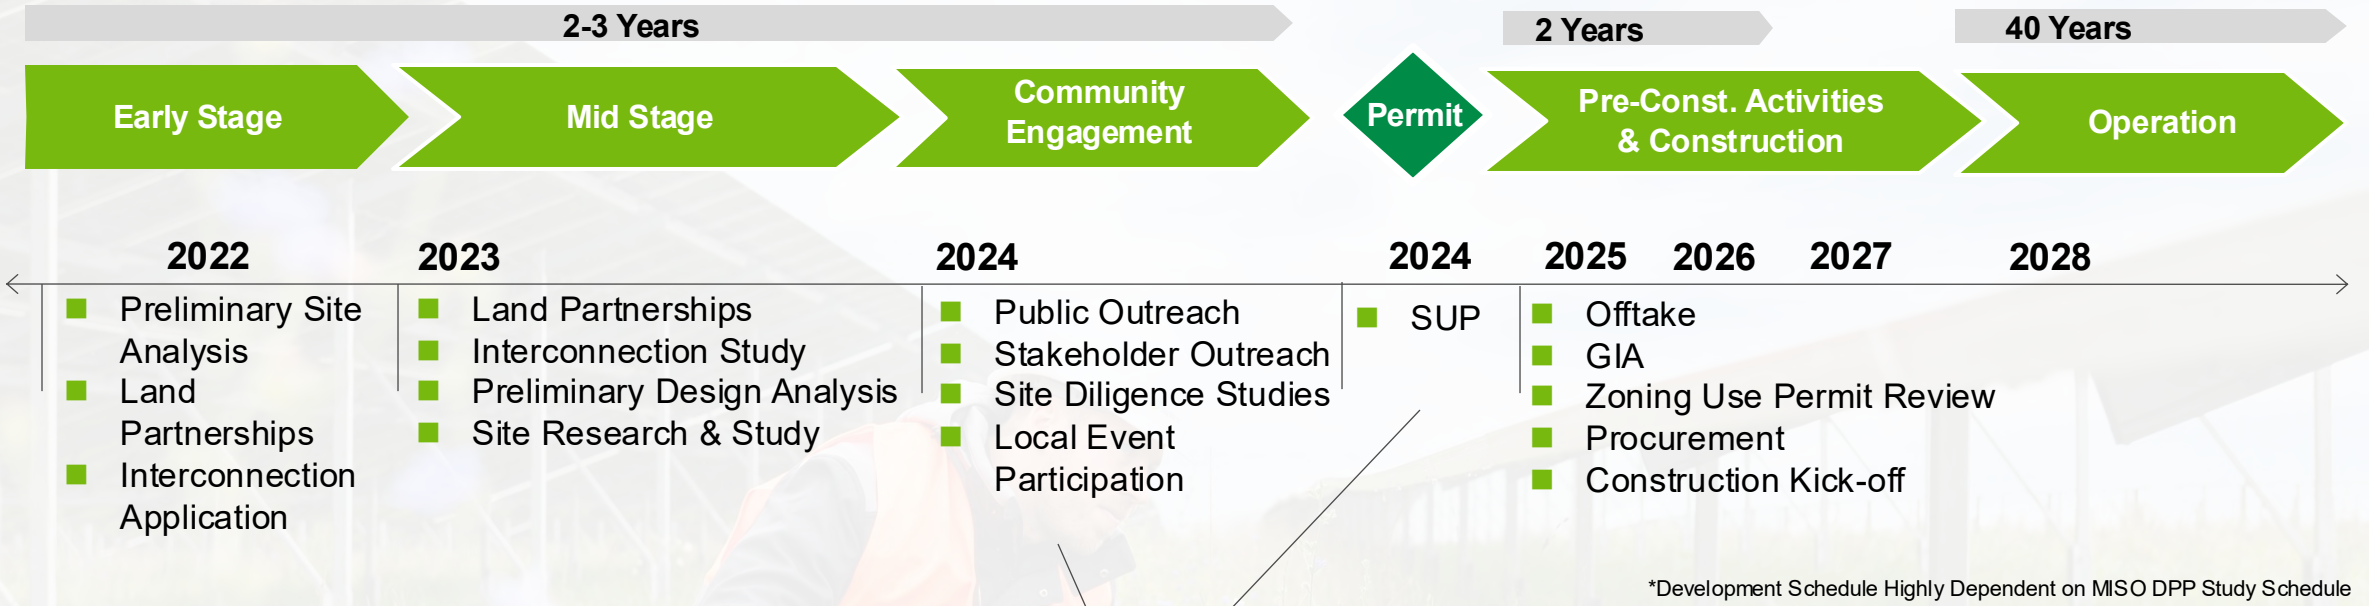 2-3 Years
2 Years
40 Years
Early Stage
Mid Stage
Community
Engagement
Permit
Pre-Const. Activities
& Construction
Operation
2022
2023
2024
2024
2025
2026
2027
2028
Preliminary Site
Analysis
Land
Partnerships
Interconnection
Application
Land Partnerships
Interconnection Study
Preliminary Design Analysis
Site Research & Study
Public Outreach
Stakeholder Outreach
Site Diligence Studies
Local Event
Participation
SUP
Offtake
GIA
Zoning Use Permit Review
Procurement
Construction Kick-off
*Development Schedule Highly Dependent on MISO DPP Study Schedule